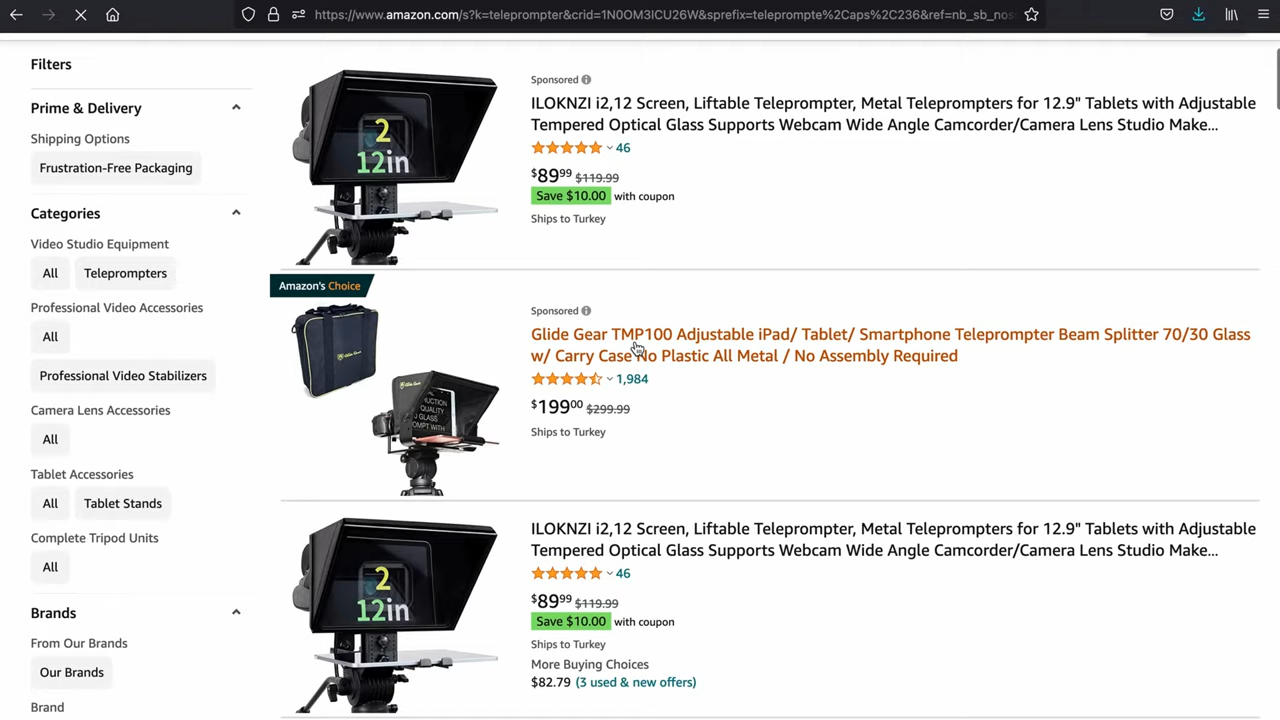 https://www.amazon.com/s?k=teleprompter&crid=1N0OM3ICU26W&sprefix=teleprompte%2Caps%2C236&ref=nb_sb_nos
Filters
Prime & Delivery
Shipping Options
Frustration-Free Packaging
Categories
Video Studio Equipment
All Teleprompters
Professional Video Accessories
All
Professional Video Stabilizers
Camera Lens Accessories
All
Tablet Accessories
All Tablet Stands
Complete Tripod Units
All
Brands
From Our Brands
Our Brands
Brand
2
12in
Sponsored
ILOKNZI i2,12 Screen, Liftable Teleprompter, Metal Teleprompters for 12.9" Tablets with Adjustable
Tempered Optical Glass Supports Webcam Wide Angle Camcorder/Camera Lens Studio Make...
46
$8999 $119.99
Save $10.00 with coupon
Ships to Turkey
Amazon's Choice
Glide Gear
Sponsored
Glide Gear TMP100 Adjustable iPad/ Tablet/ Smartphone Teleprompter Beam Splitter 70/30 Glass
w/ Carry Case No Plastic All Metal / No Assembly Required
1,984
$19900 $299.99
Ships to Turkey
2
12in
ILOKNZI i2,12 Screen, Liftable Teleprompter, Metal Teleprompters for 12.9" Tablets with Adjustable
Tempered Optical Glass Supports Webcam Wide Angle Camcorder/Camera Lens Studio Make...
46
$8999 $119.99
Save $10.00 with coupon
Ships to Turkey
More Buying Choices
$82.79 (3 used & new offers)